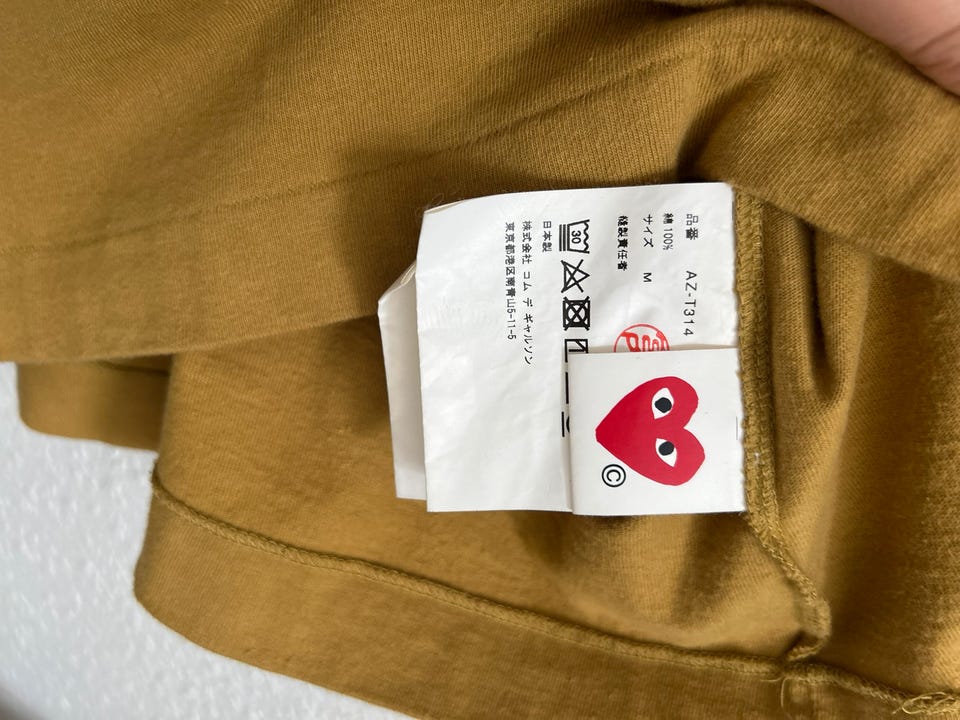 品番 AZ-T314
綿 100%
サイズ M
縫製責任者
30
日本製
株式会社 コム デ ギャルソン
東京都港区南青山5-11-5
©